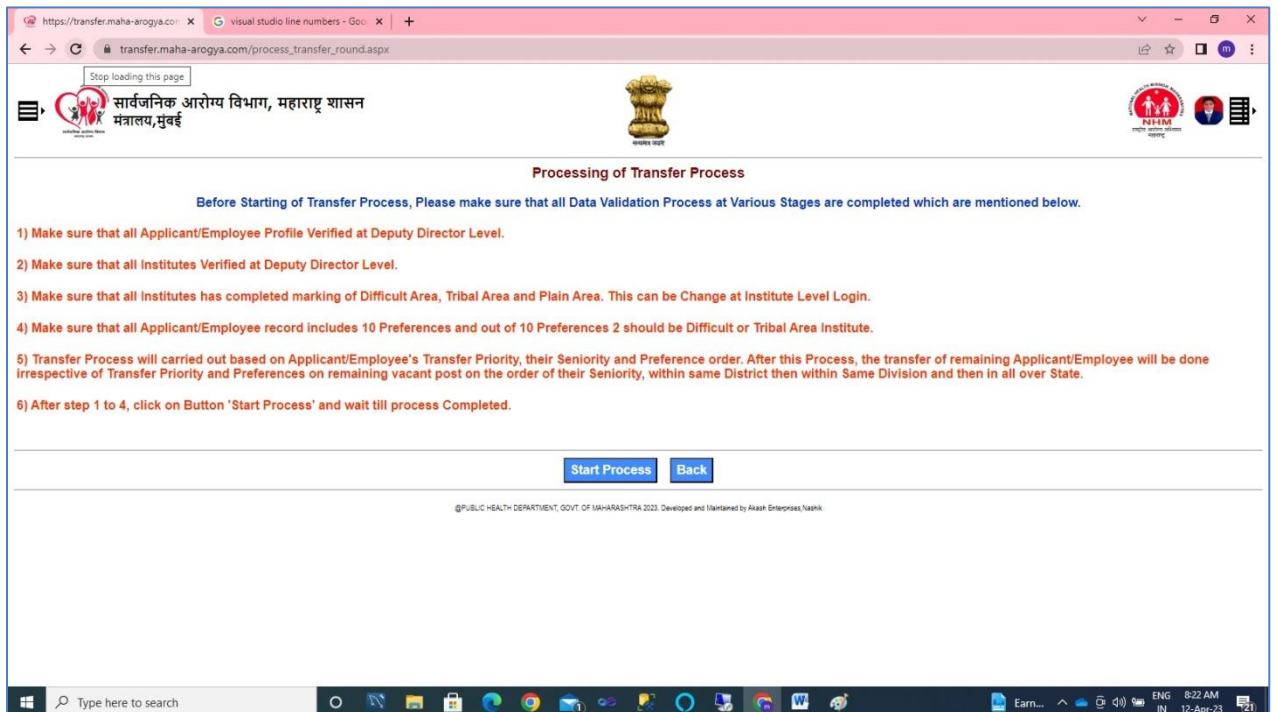 https://transfer.maha-arogya.con
visual studio line numbers - Goo
transfer.maha-arogya.com/process_transfer_round.aspx
m
Stop loading this page
सार्वजनिक आरोग्य विभाग, महाराष्ट्र शासन
मंत्रालय,मुंबई
सत्यमेव जयते
NHM
Processing of Transfer Process
Before Starting of Transfer Process, Please make sure that all Data Validation Process at Various Stages are completed which are mentioned below.
1) Make sure that all Applicant/Employee Profile Verified at Deputy Director Level.
2) Make sure that all Institutes Verified at Deputy Director Level.
3) Make sure that all Institutes has completed marking of Difficult Area, Tribal Area and Plain Area. This can be Change at Institute Level Login.
4) Make sure that all Applicant/Employee record includes 10 Preferences and out of 10 Preferences 2 should be Difficult or Tribal Area Institute.
5) Transfer Process will carried out based on Applicant/Employee's Transfer Priority, their Seniority and Preference order. After this Process, the transfer of remaining Applicant/Employee will be done
irrespective of Transfer Priority and Preferences on remaining vacant post on the order of their Seniority, within same District then within Same Division and then in all over State.
6) After step 1 to 4, click on Button 'Start Process' and wait till process Completed.
Start Process Back
@PUBLIC HEALTH DEPARTMENT, GOVT. OF MAHARASHTRA 2023. Developed and Maintained by Akash Enterprises,Nashik
Type here to search
Earn...
ENG 8:22 AM
IN 12-Apr-23
21